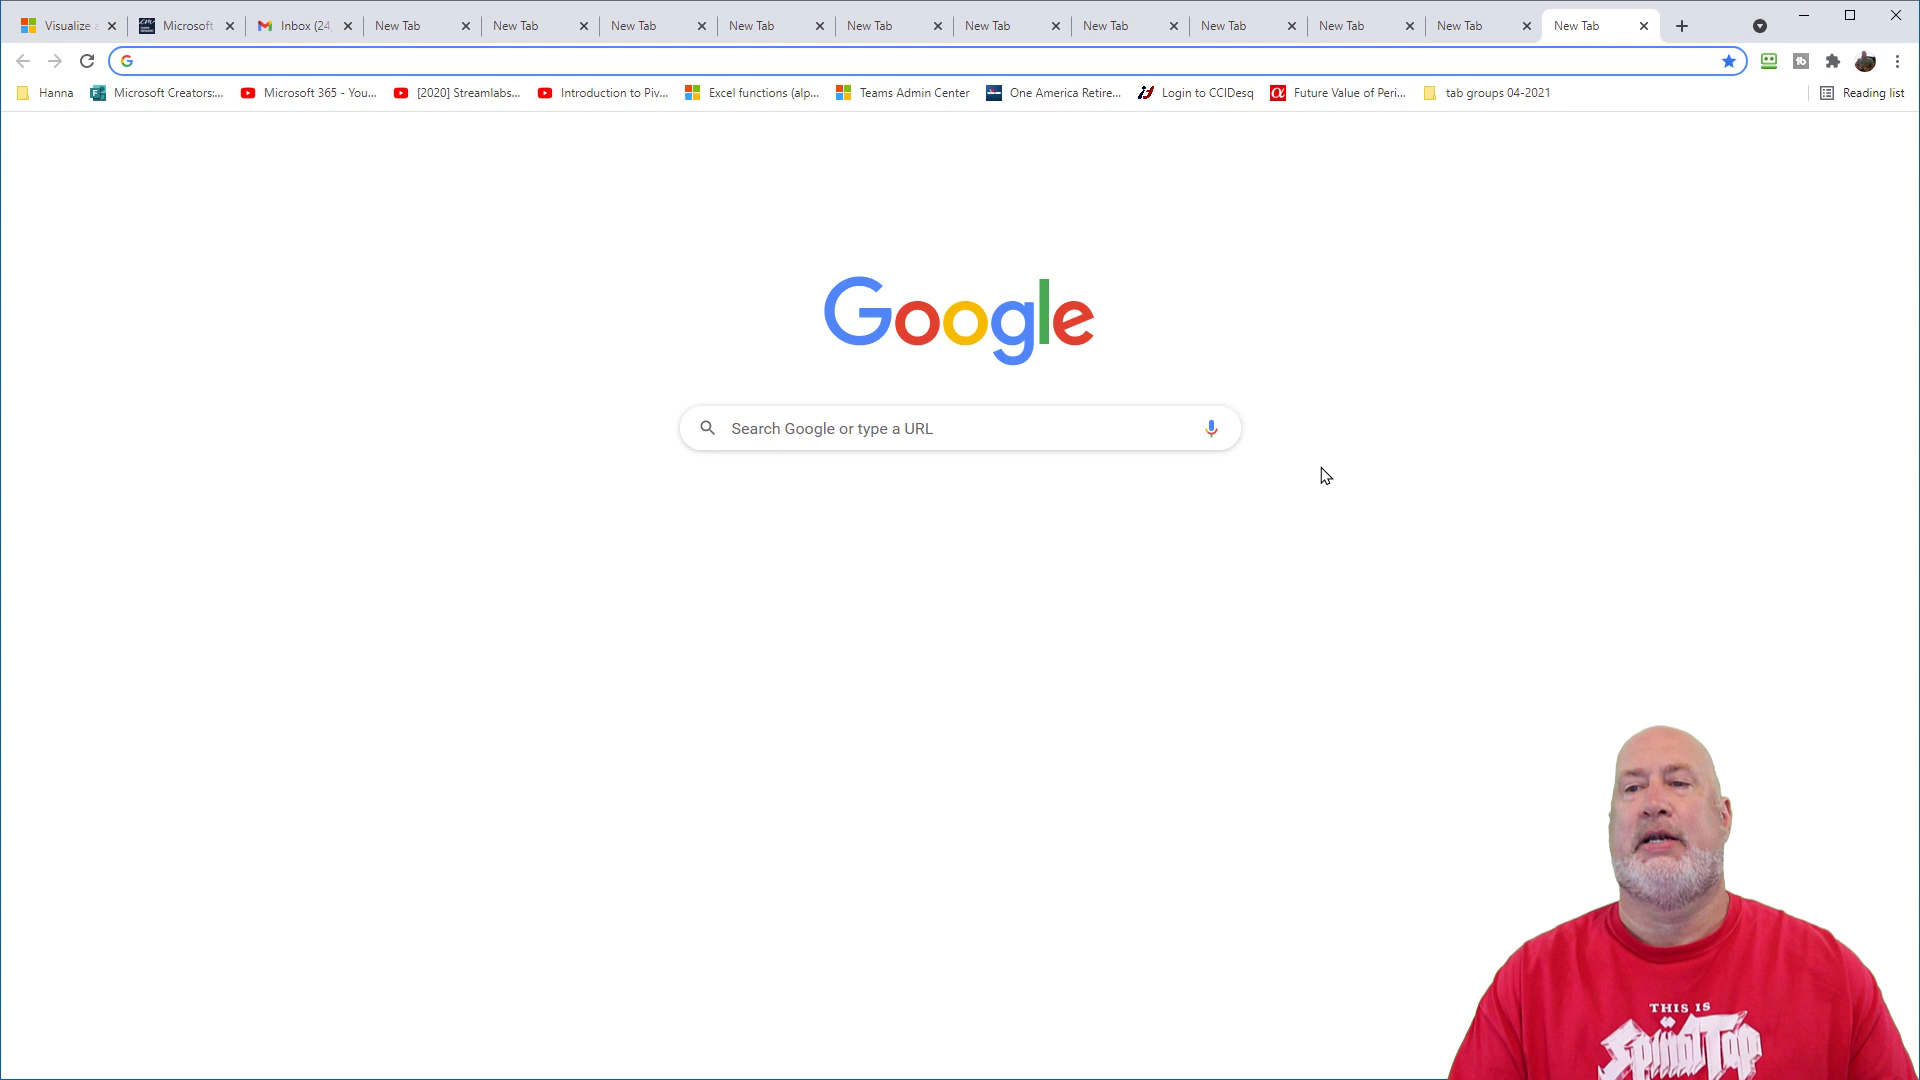 Visualize a
Microsoft
Inbox (24,
New Tab
New Tab
New Tab
New Tab
New Tab
New Tab
New Tab
New Tab
New Tab
New Tab
New Tab
Hanna
Microsoft Creators:...
Microsoft 365 - You...
[2020] Streamlabs...
Introduction to Piv...
Excel functions (alp...
Teams Admin Center
One America Retire...
Login to CCIDesq
Future Value of Peri...
tab groups 04-2021
Reading list
Google
Search Google or type a URL
THIS IS
Spın̈al Tap